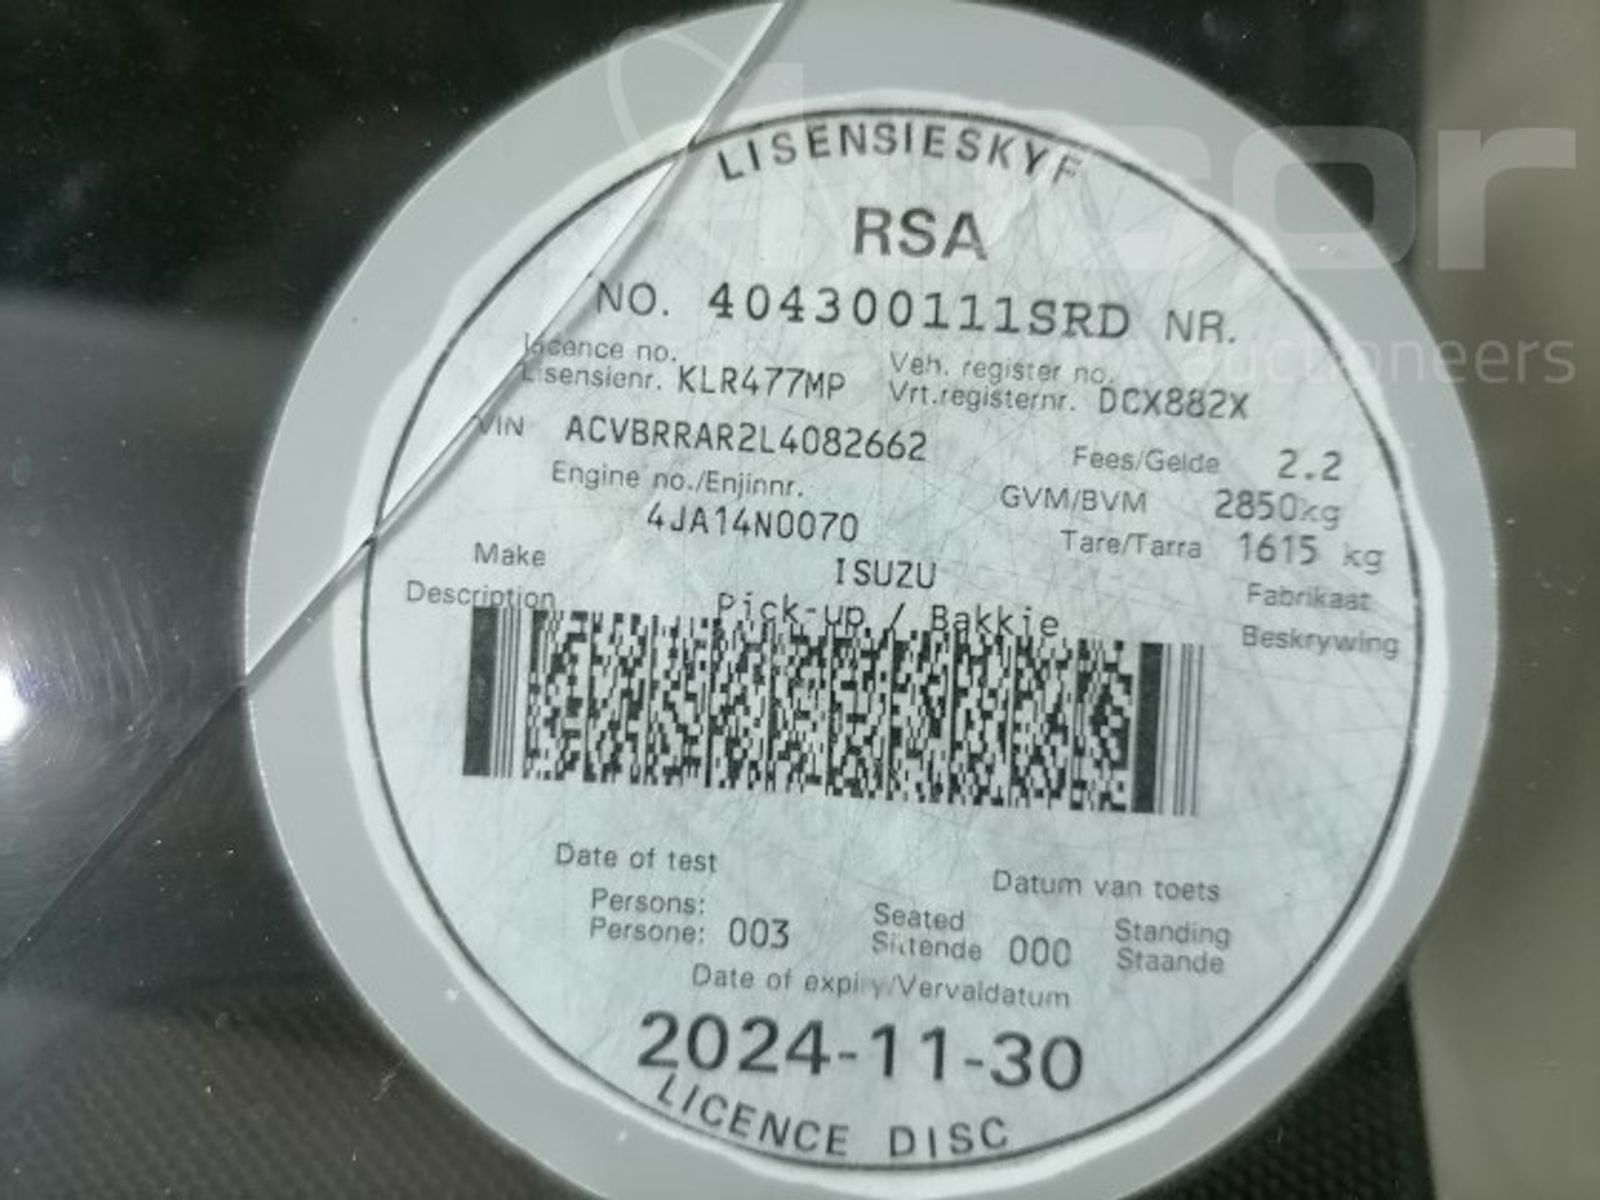 LISENSIESKYF
RSA
NO. 404300111SRD NR.
Licence no. Veh. register no.
Lisensienr. KLR477MP Vrt.registernr. DCX882X
VIN ACVBRRAR2L4082662 Fees/Gelde 2.2
Engine no./Enjinnr. GVM/BVM 2850kg
4JA14N0070 Tare/Tarra 1615 kg
Make ISUZU Fabrikaat
Description Pick-up / Bakkie Beskrywing
Date of test Datum van toets
Persons: Seated Standing
Persone: 003 Sittende 000 Staande
Date of expiry/Vervaldatum
2024-11-30
LICENCE DISC
auctioneers